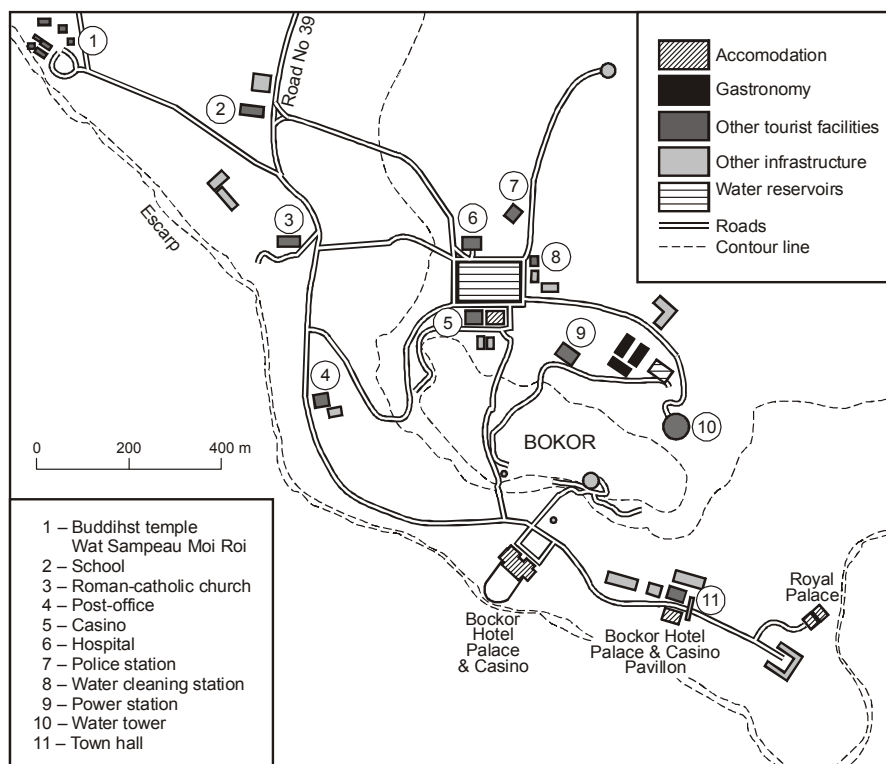 1
Road No 39
2
3
Escarp
4
5
6
7
8
9
10
11
BOKOR
0 200 400 m
Bockor
Hotel
Palace
& Casino
Bockor Hotel
Palace & Casino
Pavillon
Royal
Palace
Accomodation
Gastronomy
Other tourist facilities
Other infrastructure
Water reservoirs
Roads
Contour line
1 – Buddihst temple
Wat Sampeau Moi Roi
2 – School
3 – Roman-catholic church
4 – Post-office
5 – Casino
6 – Hospital
7 – Police station
8 – Water cleaning station
9 – Power station
10 – Water tower
11 – Town hall